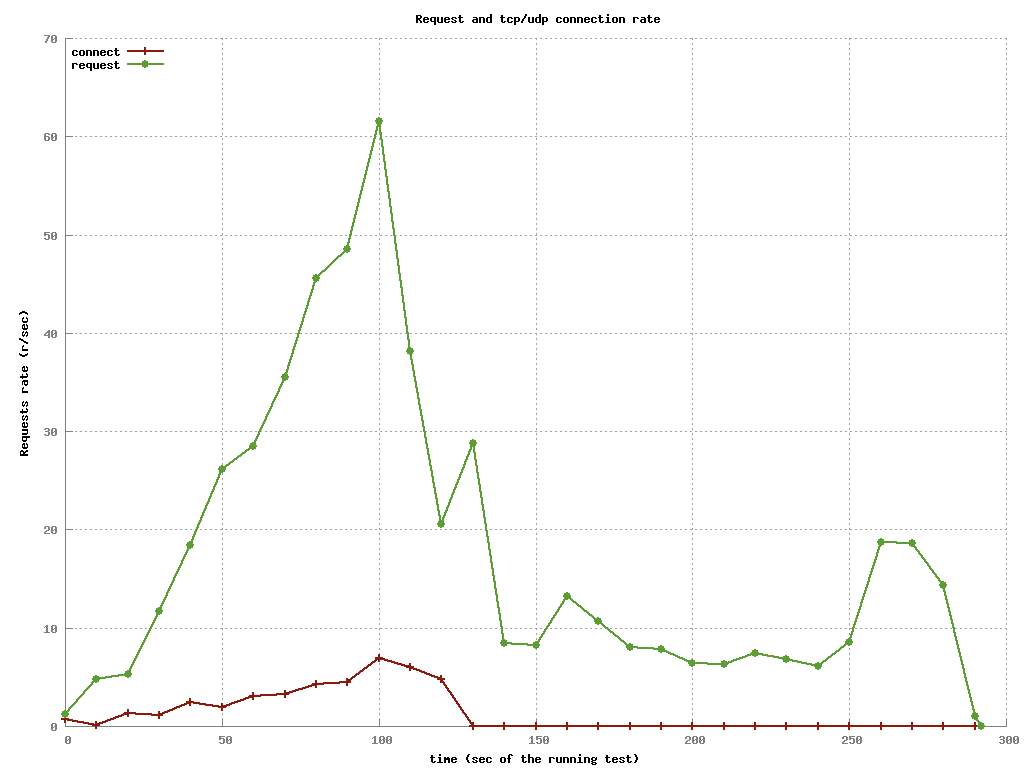 Request and tcp/udp connection rate
70
connect
request
60
50
40
Requests rate (r/sec)
30
20
10
0
0 50 100 150 200 250 300
time (sec of the running test)